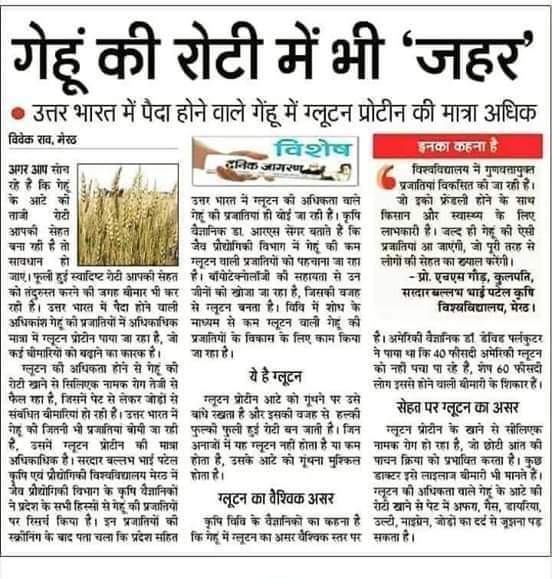 गेहूं की रोटी में भी ‘जहर’
• उत्तर भारत में पैदा होने वाले गेंहू में ग्लूटन प्रोटीन की मात्रा अधिक
विवेक राव, मेरठ
अगर आप सोच
रहे हैं कि गेहूं
के आटे की
ताजी रोटी
आपकी सेहत
बना रही है तो
सावधान हो
जाएं। फूली हुई स्वादिष्ट रोटी आपकी सेहत
को तंदुरुस्त करने की जगह बीमार भी कर
रही है। उत्तर भारत में पैदा होने वाली
अधिकांश गेहूं की प्रजातियों में अधिकाधिक
मात्रा में ग्लूटन प्रोटीन पाया जा रहा है, जो
कई बीमारियों को बढ़ाने का कारक है।
ग्लूटन की अधिकता होने से गेहूं की
रोटी खाने से सिलिएक नामक रोग तेजी से
फैल रहा है, जिसमें पेट से लेकर जोड़ों से
संबंधित बीमारियां हो रही हैं। उत्तर भारत में
गेहूं की जितनी भी प्रजातियां बोयी जा रही
हैं, उसमें ग्लूटन प्रोटीन की मात्रा
अधिकाधिक है। सरदार बल्लभ भाई पटेल
कृषि एवं प्रौद्योगिकी विश्वविद्यालय मेरठ में
जैव प्रौद्योगिकी विभाग के कृषि वैज्ञानिकों
ने प्रदेश के सभी हिस्सों से गेहूं की प्रजातियों
पर रिसर्च किया है। इन प्रजातियों की
स्क्रीनिंग के बाद पता चला कि प्रदेश सहित
विशेष
दैनिक जागरण
उत्तर भारत में ग्लूटन की अधिकता वाले
गेहूं की प्रजातियां ही बोई जा रही है। कृषि
वैज्ञानिक डा. आरएस सेंगर बताते हैं कि
जैव प्रौद्योगिकी विभाग में गेहूं की कम
ग्लूटन वाली प्रजातियों को पहचाना जा रहा
है। बॉयोटेक्नोलॉजी की सहायता से उन
जीनों को खोजा जा रहा है, जिसकी वजह
से ग्लूटन बनता है। विवि में शोध के
माध्यम से कम ग्लूटन वाली गेहूं की
प्रजातियों के विकास के लिए काम किया
जा रहा है।
ये है ग्लूटन
ग्लूटन प्रोटीन आटे को गूंथने पर उसे
बांधे रखता है और इसकी वजह से हल्की
फुल्की फूली हुई रोटी बन जाती है। जिन
अनाजों में यह ग्लूटन नहीं होता है या कम
होता है, उसके आटे को गूंथना मुश्किल
होता है।
ग्लूटन का वैश्विक असर
कृषि विवि के वैज्ञानिकों का कहना है
कि गेहूं में ग्लूटन का असर वैश्विक स्तर पर
इनका कहना है
विश्वविद्यालय में गुणवत्तायुक्त
प्रजातियां विकसित की जा रही है।
जो इको फ्रेंडली होने के साथ
किसान और स्वास्थ्य के लिए
लाभकारी है। जल्द ही गेहूं की ऐसी
प्रजातियां आ जाएंगी, जो पूरी तरह से
लोगों की सेहत का ख्याल करेंगी।
- प्रो. एचएस गौड़, कुलपति,
सरदारबल्लभ भाई पटेल कृषि
विश्वविद्यालय, मेरठ।
है। अमेरिकी वैज्ञानिक डॉ. डेविड पर्लकुटर
ने पाया था कि 40 फीसदी अमेरिकी ग्लूटन
को नहीं पचा पा रहे हैं, शेष 60 फीसदी
लोग इससे होने वाली बीमारी के शिकार हैं।
सेहत पर ग्लूटन का असर
ग्लूटन प्रोटीन के खाने से सीलिएक
नामक रोग हो रहा है, जो छोटी आंत की
पाचन क्रिया को प्रभावित करता है। कुछ
डाक्टर इसे लाइलाज बीमारी भी मानते हैं।
ग्लूटन की अधिकता वाले गेहूं के आटे की
रोटी खाने से पेट में अफरा, गैस, डायरिया,
उल्टी, माइग्रेन, जोड़ों का दर्द से जूझना पड़
सकता है।